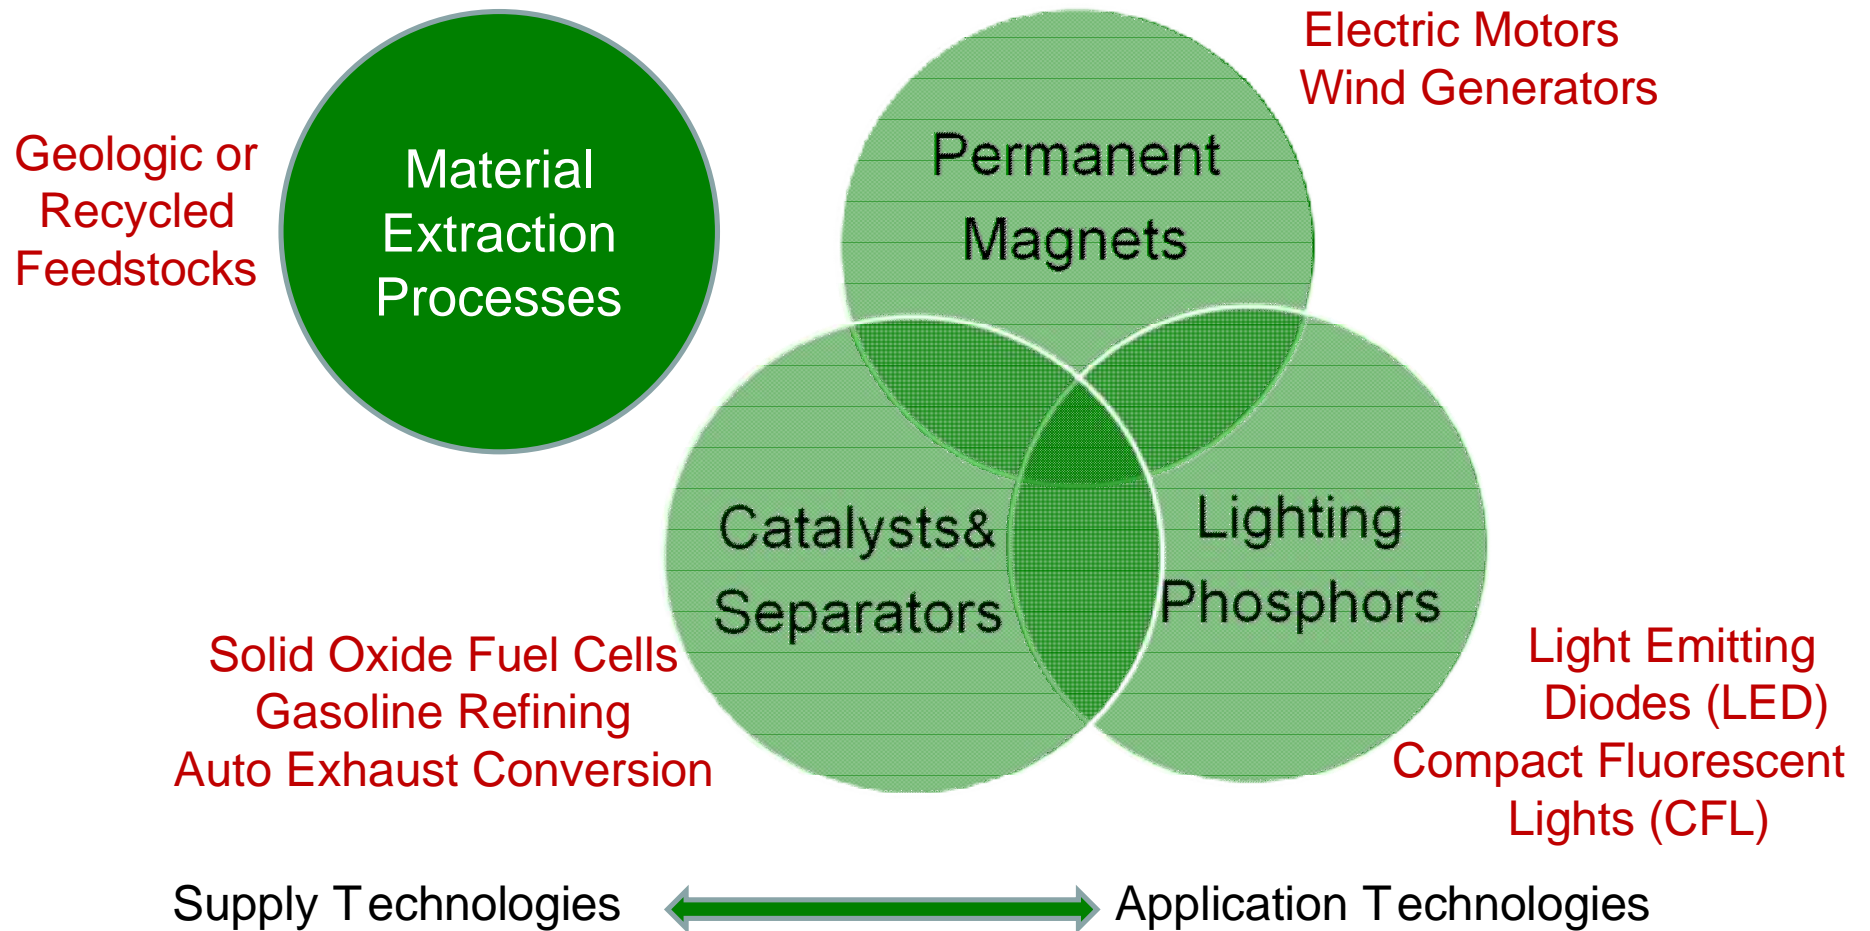 Geologic or
Recycled
Feedstocks
Material
Extraction
Processes
Electric Motors
Wind Generators
Permanent
Magnets
Catalysts&
Separators
Lighting
Phosphors
Solid Oxide Fuel Cells
Gasoline Refining
Auto Exhaust Conversion
Light Emitting
Diodes (LED)
Compact Fluorescent
Lights (CFL)
Supply Technologies
Application Technologies